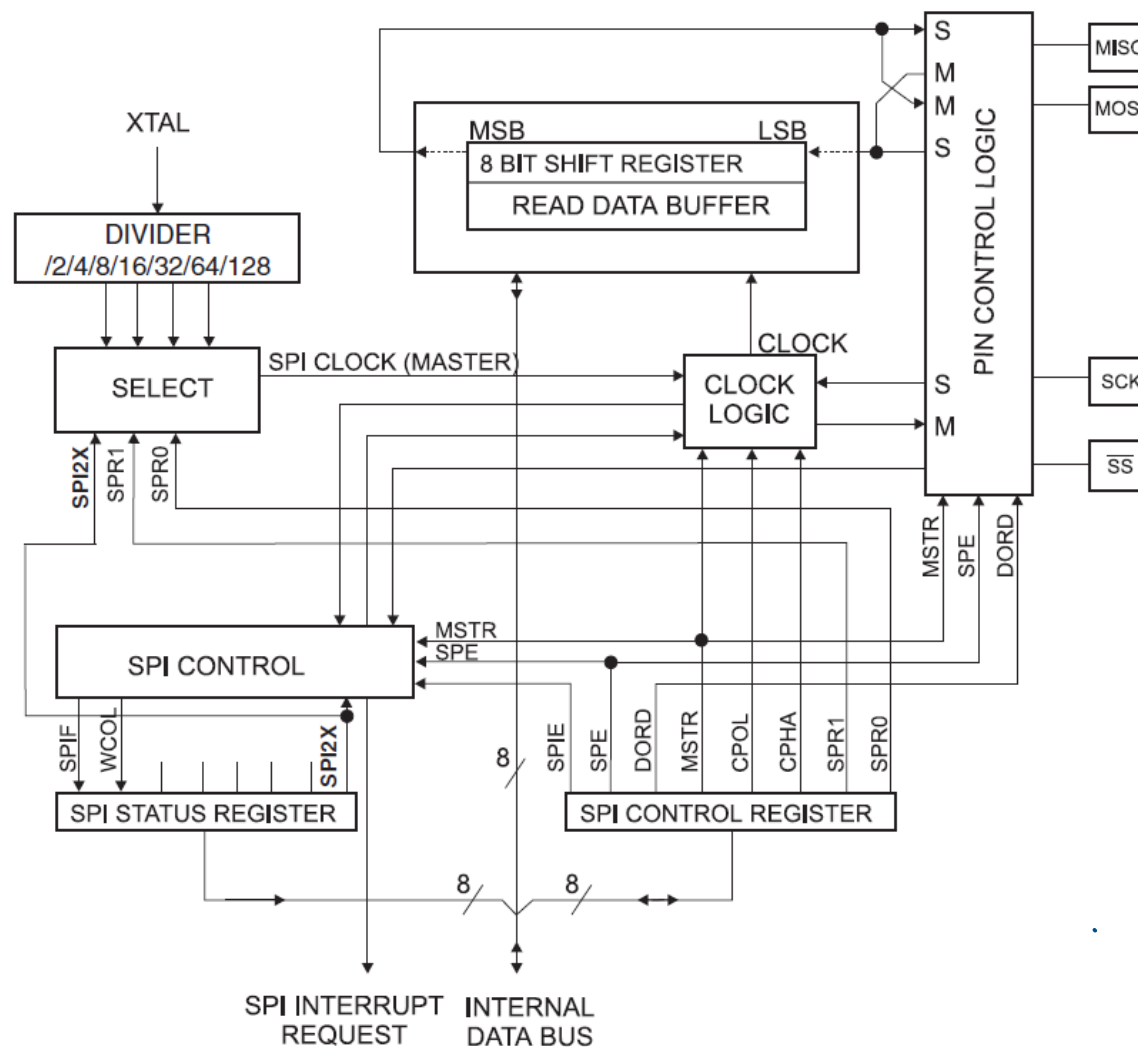 S
MISO
M
XTAL
M
MOS
MSB
LSB
S
8 BIT SHIFT REGISTER
READ DATA BUFFER
DIVIDER
/2/4/8/16/32/64/128
PIN CONTROL LOGIC
CLOCK
SPI CLOCK (MASTER)
SELECT
CLOCK
LOGIC
S
SCK
M
SPI2X
SPR1
SPR0
SS
MSTR
SPE
DORD
MSTR
SPE
SPI CONTROL
SPIF
WCOL
SPI2X
SPIE
SPE
DORD
MSTR
CPOL
CPHA
SPR1
SPR0
8
SPI STATUS REGISTER
SPI CONTROL REGISTER
8
8
SPI INTERRUPT
REQUEST
INTERNAL
DATA BUS